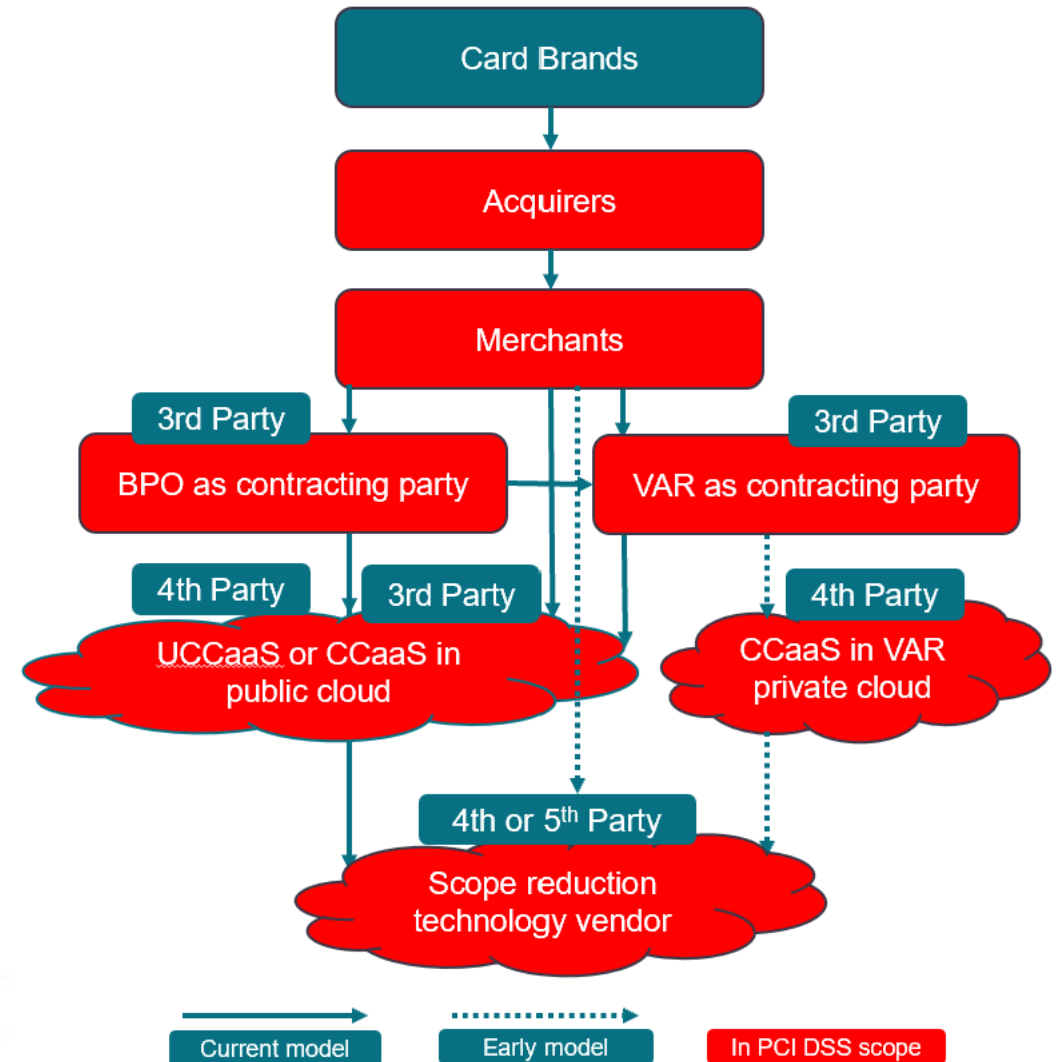 Card Brands
Acquirers
Merchants
3rd Party
3rd Party
BPO as contracting party
VAR as contracting party
4th Party
3rd Party
4th Party
UCCaaS or CCaaS in
public cloud
CCaaS in VAR
private cloud
4th or 5th Party
Scope reduction
technology vendor
Current model
Early model
In PCI DSS scope